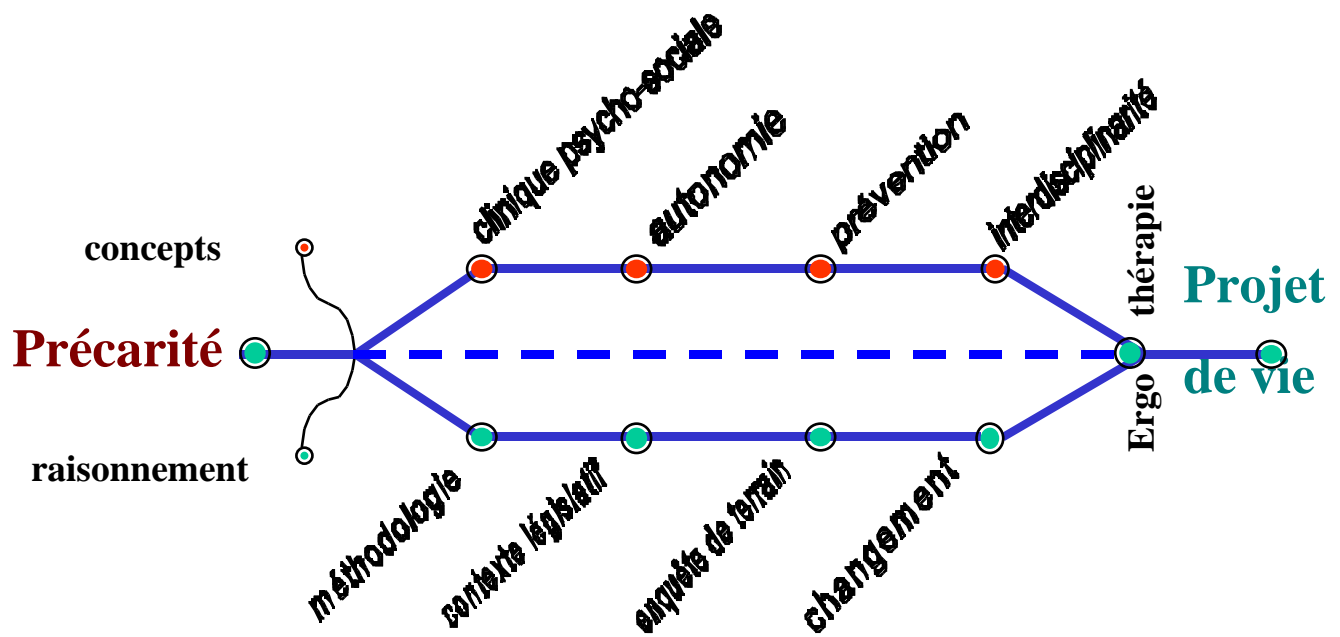 clinique psycho-sociale
autonomie
prévention
interdisciplinarité
concepts
Précarité
raisonnement
Ergo thérapie
Projet
de vie
méthodologie
contexte législatif
enquête de terrain
changement